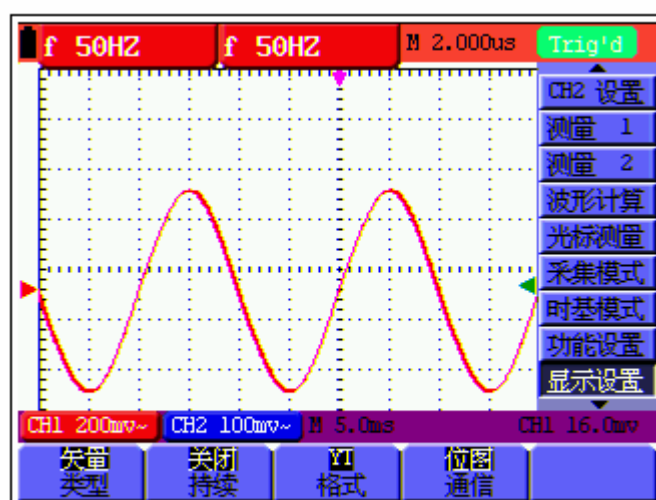 f 50HZ f 50HZ M 2.000us Trig'd
CH2 设置
测量 1
测量 2
波形计算
光标测量
采集模式
时基模式
功能设置
显示设置
CH1 200mv~ CH2 100mv~ M 5.0ms CH1 16.0mv
矢量 关闭 YT 位图
类型 持续 格式 通信